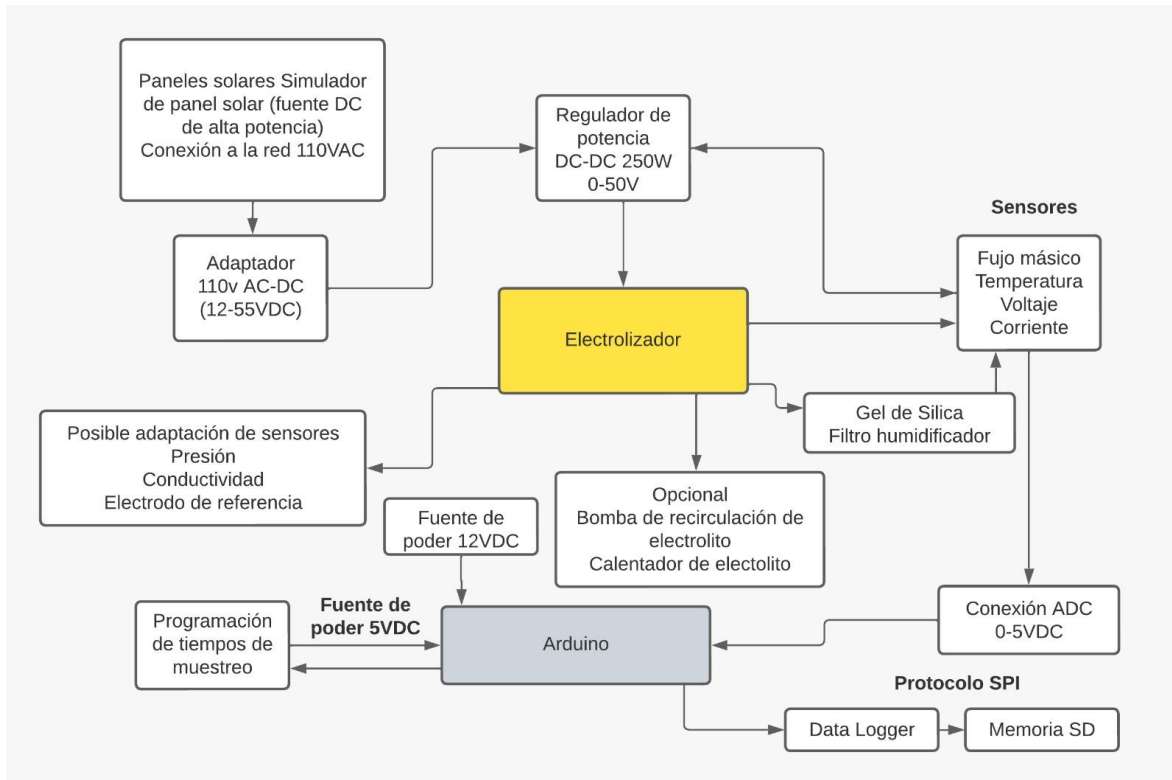 Paneles solares Simulador
de panel solar (fuente DC
de alta potencia)
Conexión a la red 110VAC
Regulador de
potencia
DC-DC 250W
0-50V
Sensores
Adaptador
110v AC-DC
(12-55VDC)
Fujo másico
Temperatura
Voltaje
Corriente
Electrolizador
Gel de Silica
Filtro humidificador
Posible adaptación de sensores
Presión
Conductividad
Electrodo de referencia
Opcional
Bomba de recirculación de
electrolito
Calentador de electolito
Fuente de
poder 12VDC
Fuente de
poder 5VDC
Programación
de tiempos de
muestreo
Arduino
Conexión ADC
0-5VDC
Protocolo SPI
Data Logger
Memoria SD